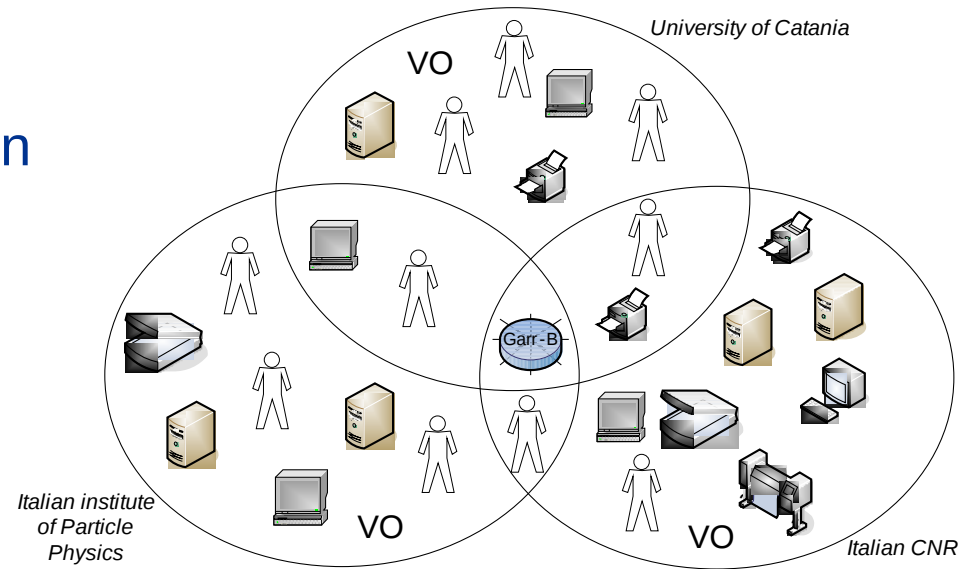 University of Catania
VO
n
Garr-B
Italian institute
of Particle
Physics
VO
VO
Italian CNR